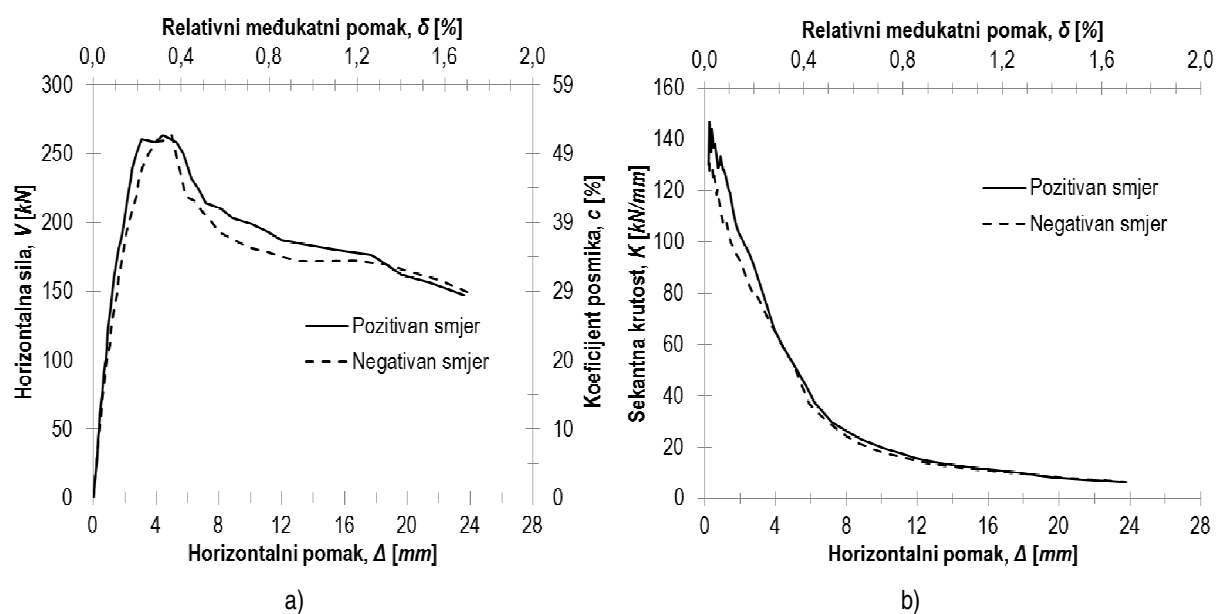 Relativni međukatni pomak, δ [%]
0,0 0,4 0,8 1,2 1,6 2,0
300
250
200
150
100
50
0
Horizontalna sila, V [kN]
59
49
39
29
20
10
0
Koeficijent posmika, c [%]
Pozitivan smjer
Negativan smjer
0 4 8 12 16 20 24 28
Horizontalni pomak, Δ [mm]
a)
Relativni međukatni pomak, δ [%]
0,0 0,4 0,8 1,2 1,6 2,0
160
140
120
100
80
60
40
20
0
Sekantna krutost, K [kN/mm]
Pozitivan smjer
Negativan smjer
0 4 8 12 16 20 24 28
Horizontalni pomak, Δ [mm]
b)